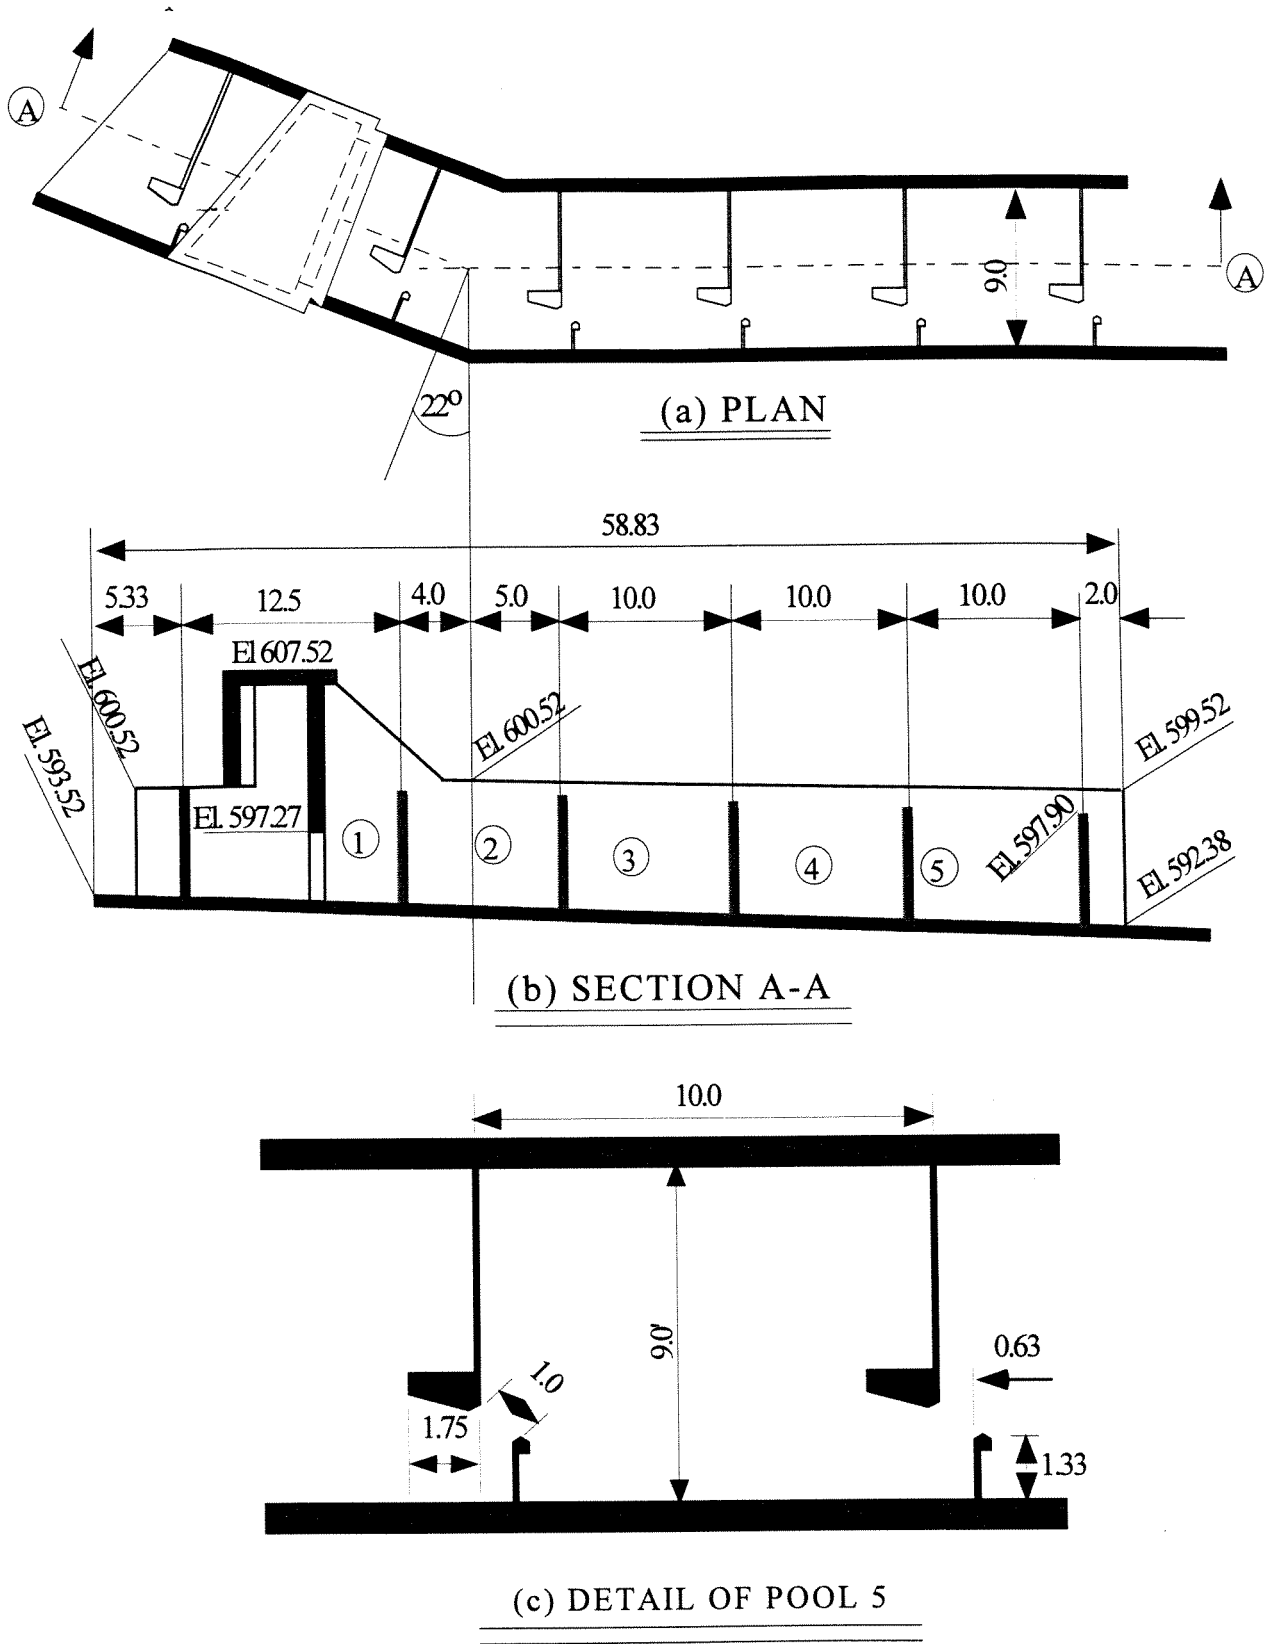 A
A
9.0
22°
(a) PLAN
58.83
5.33 12.5 4.0 5.0 10.0 10.0 10.0 2.0
El 607.52
El. 600.52
El. 593.52
El. 600.52
El. 599.52
El. 597.27
El. 597.90
El. 592.38
1 2 3 4 5
(b) SECTION A-A
10.0
9.0'
1.0
1.75
0.63
1.33
(c) DETAIL OF POOL 5